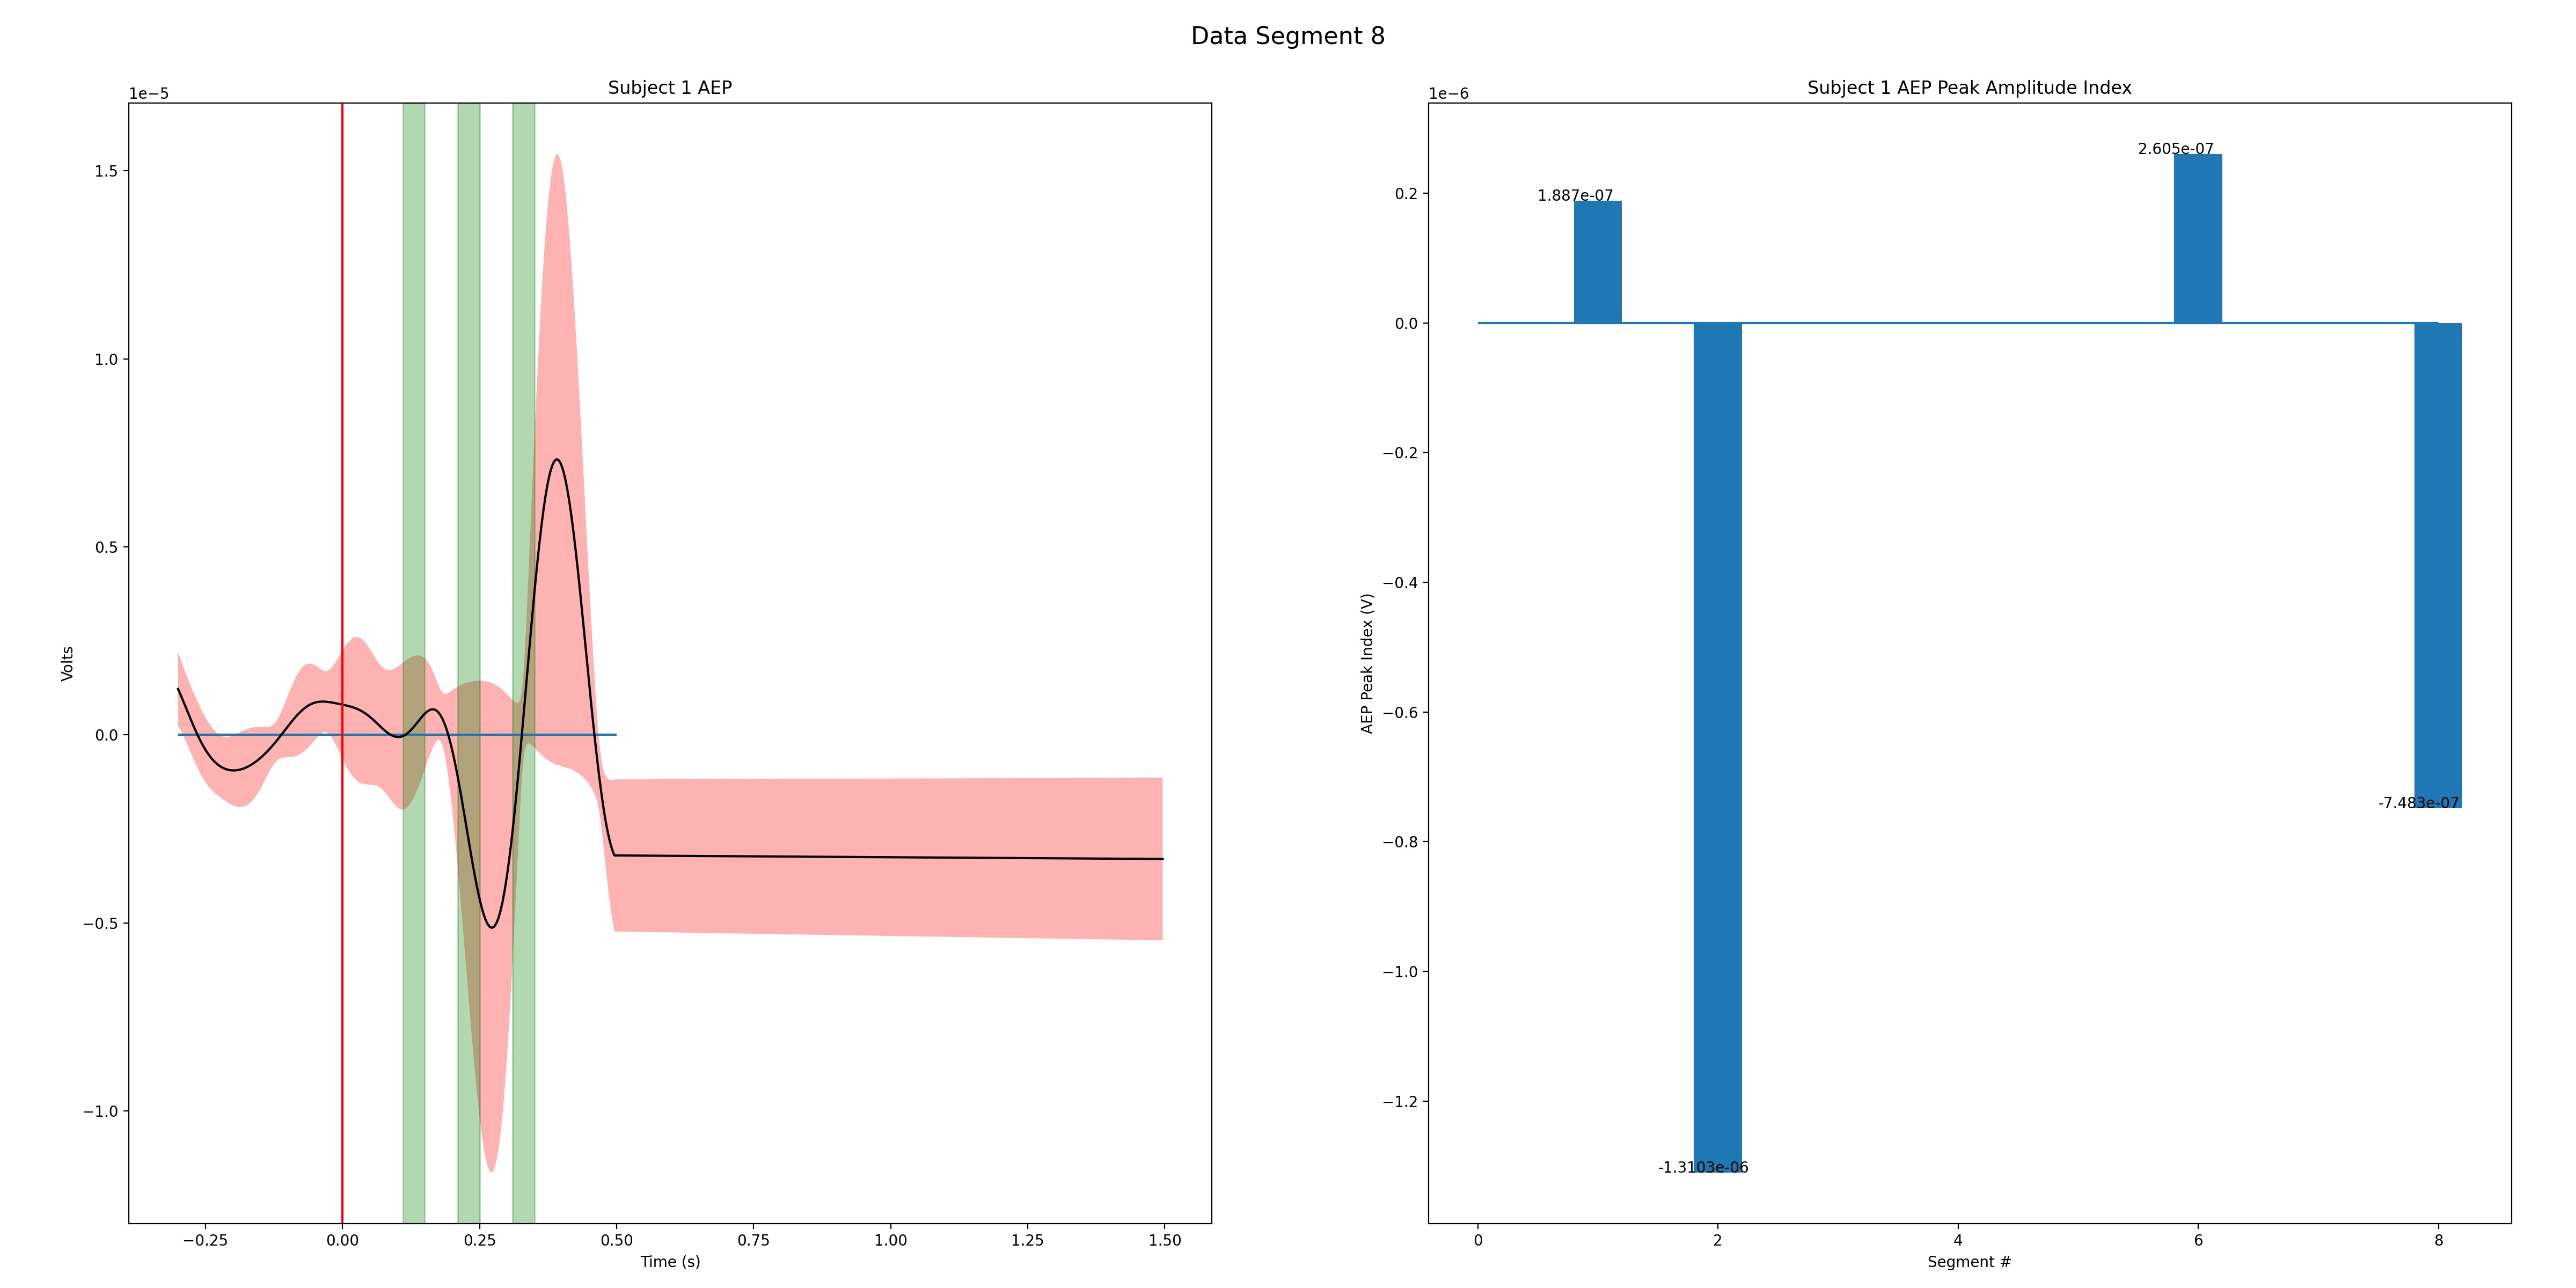 Data Segment 8
Subject 1 AEP
1e−5
1.5
1.0
0.5
0.0
−0.5
−1.0
Volts
−0.25 0.00 0.25 0.50 0.75 1.00 1.25 1.50
Time (s)
Subject 1 AEP Peak Amplitude Index
1e−6
0.2
0.0
−0.2
−0.4
−0.6
−0.8
−1.0
−1.2
AEP Peak Index (V)
1.887e-07
-1.3103e-06
2.605e-07
-7.483e-07
0 2 4 6 8
Segment #